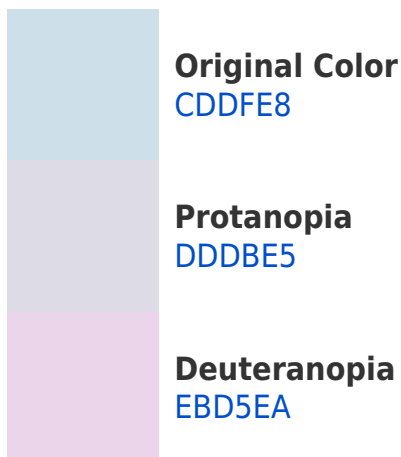 Original Color
CDDFE8
Protanopia
DDDBE5
Deuteranopia
EBD5EA